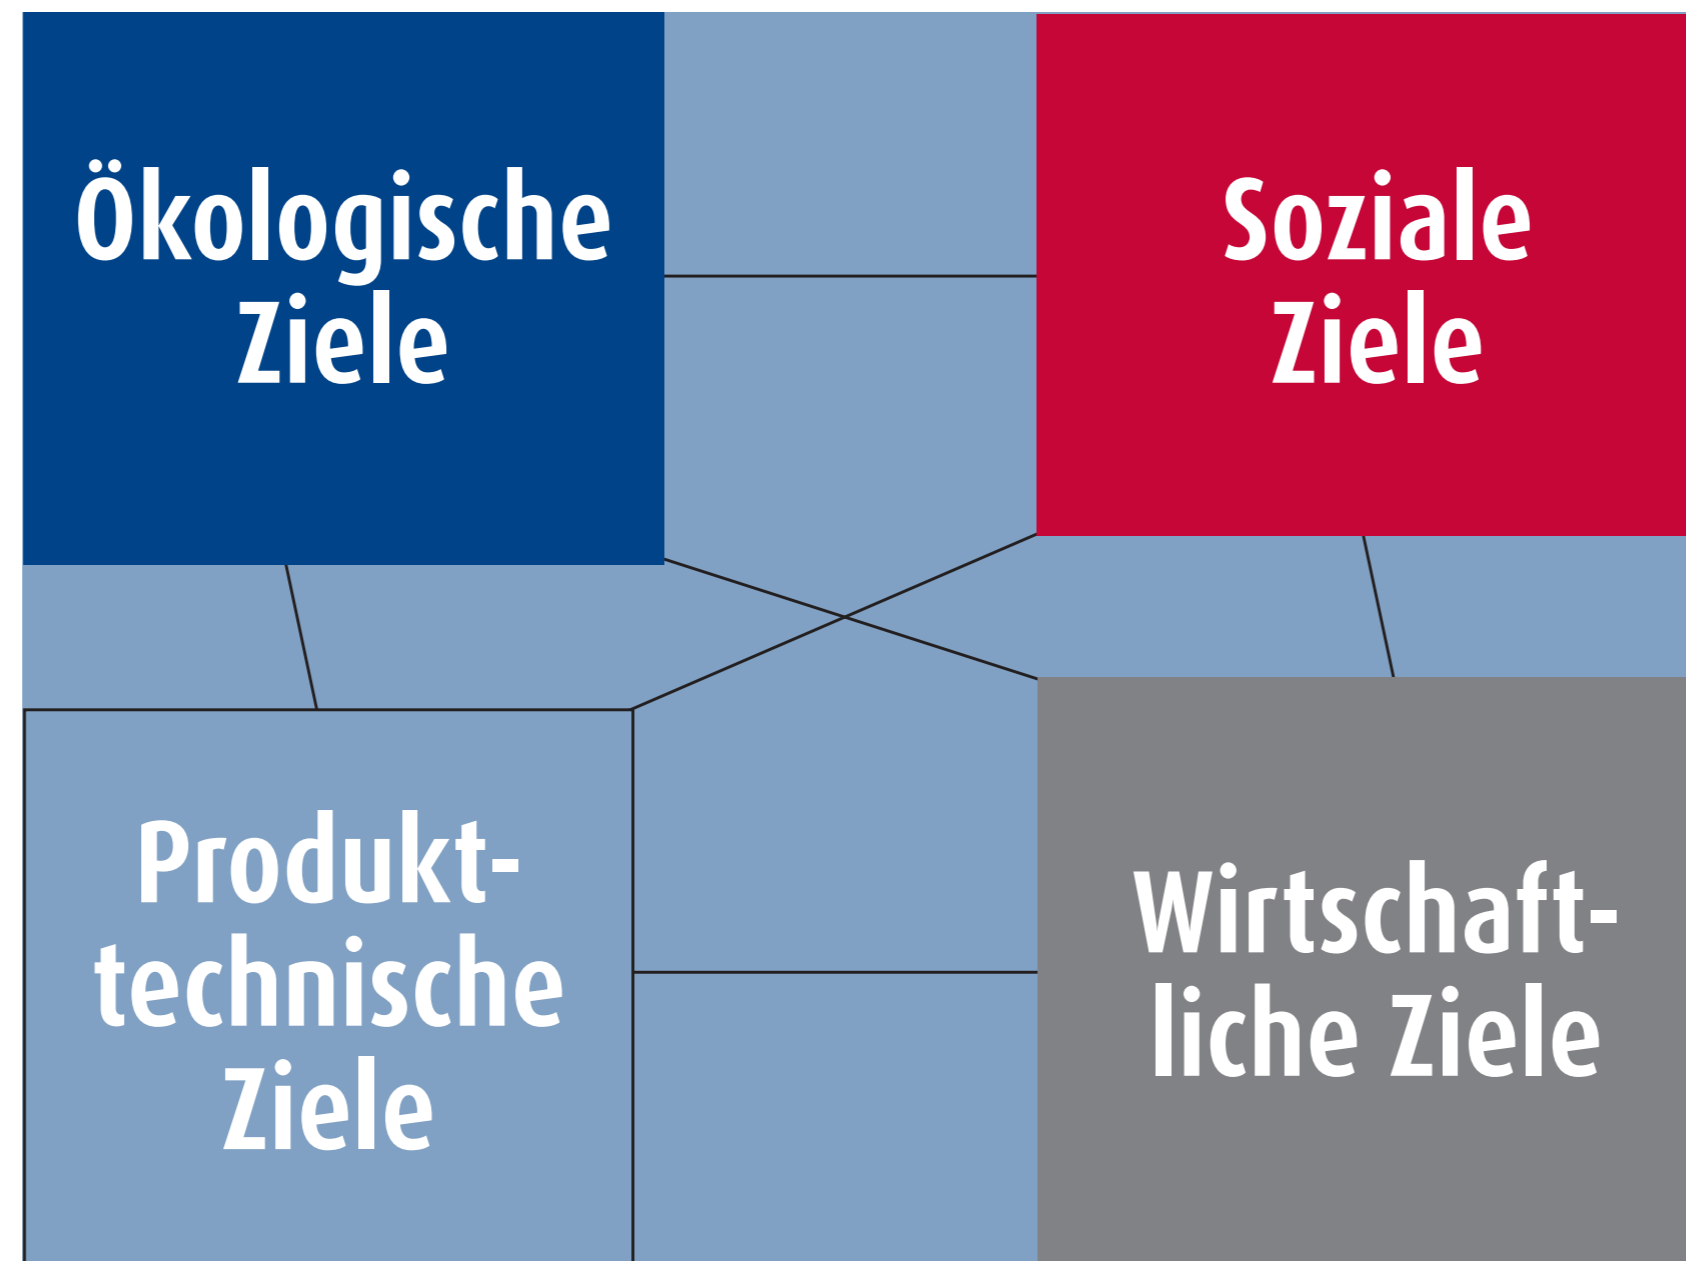 Ökologische
Ziele
Soziale
Ziele
Produkt-
technische
Ziele
Wirtschaft-
liche Ziele